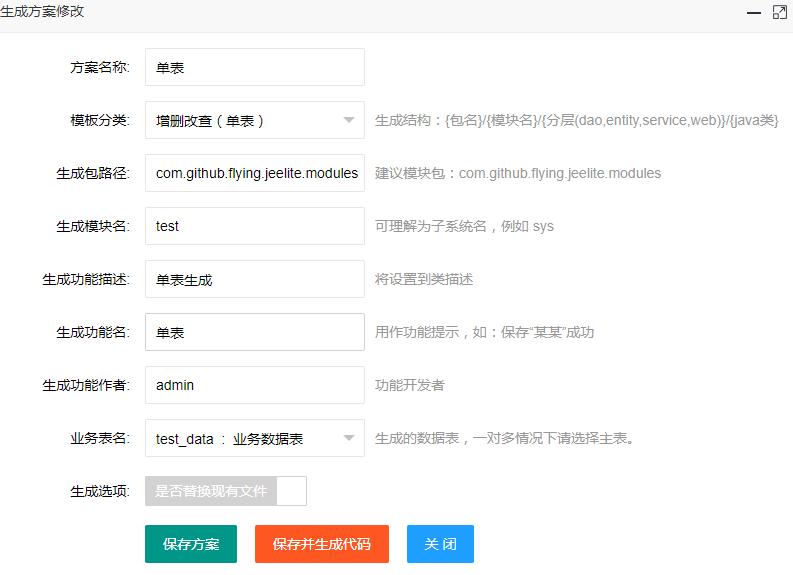 生成方案修改
方案名称: 单表
模板分类: 增删改查（单表） 生成结构：{包名}/{模块名}/{分层(dao,entity,service,web)}/{java类}
生成包路径: com.github.flying.jeelite.modules 建议模块包：com.github.flying.jeelite.modules
生成模块名: test 可理解为子系统名，例如 sys
生成功能描述: 单表生成 将设置到类描述
生成功能名: 单表 用作功能提示，如：保存“某某”成功
生成功能作者: admin 功能开发者
业务表名: test_data ： 业务数据表 生成的数据表，一对多情况下请选择主表。
生成选项: 是否替换现有文件
保存方案 保存并生成代码 关 闭